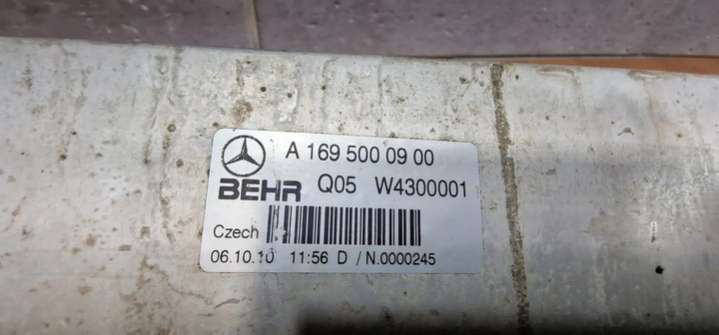 A 169 500 09 00
BEHR Q05 W4300001
Czech
06.10.10 11:56 D / N.0000245